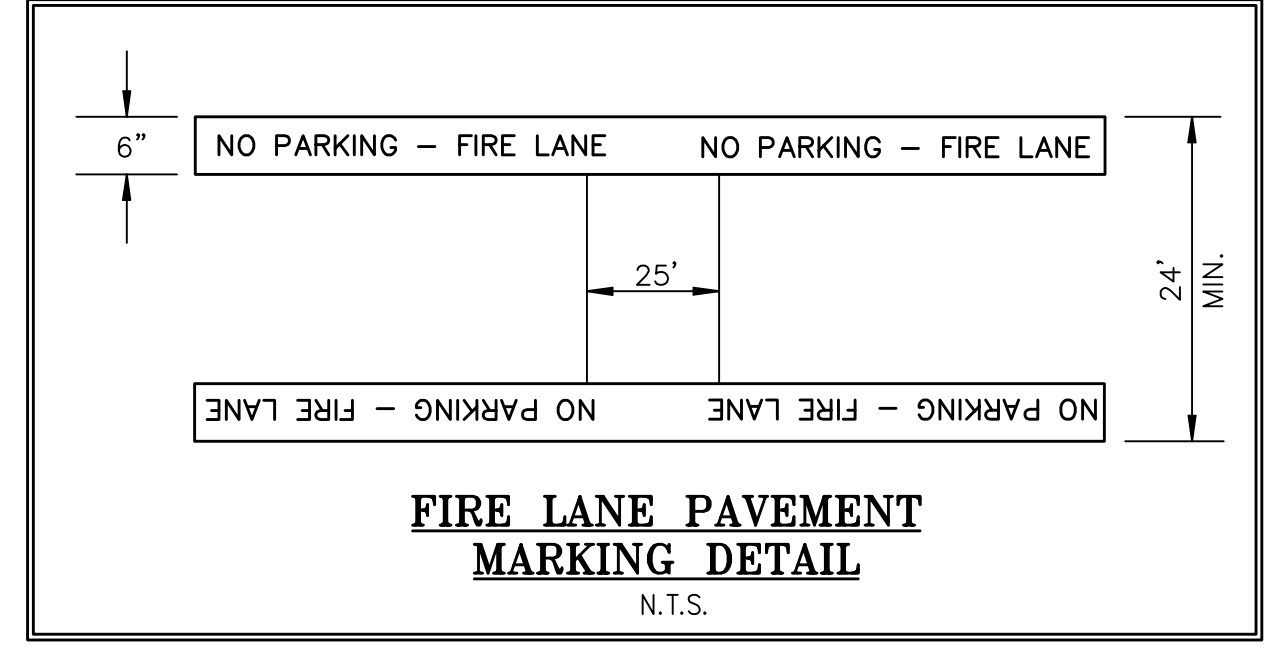 6”
NO PARKING – FIRE LANE NO PARKING – FIRE LANE
25’
24’
MIN.
NO PARKING – FIRE LANE NO PARKING – FIRE LANE
FIRE LANE PAVEMENT
MARKING DETAIL
N.T.S.